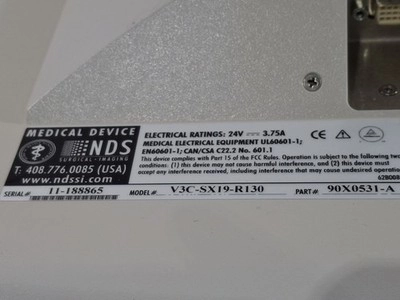 MEDICAL DEVICE
NDS
SURGICAL-IMAGING
T: 408.776.0085 (USA)
www.ndssi.com
ELECTRICAL RATINGS: 24V ⎓ 3.75A
MEDICAL ELECTRICAL EQUIPMENT UL60601-1;
EN60601-1; CAN/CSA C22.2 No. 601.1
This device complies with Part 15 of the FCC Rules. Operation is subject to the following two
conditions: (1) this device may not cause harmful interference, and (2) this device must
accept any interference received, including interference that may cause undesired operation
CE
SERIAL# 11-188865
MODEL# V3C-SX19-R130
PART# 90X0531-A